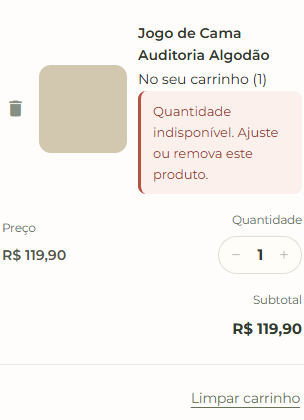 Jogo de Cama
Auditoria Algodão
No seu carrinho (1)
Quantidade
indisponível. Ajuste
ou remova este
produto.
Preço
R$ 119,90
Quantidade
− 1 +
Subtotal
R$ 119,90
Limpar carrinho